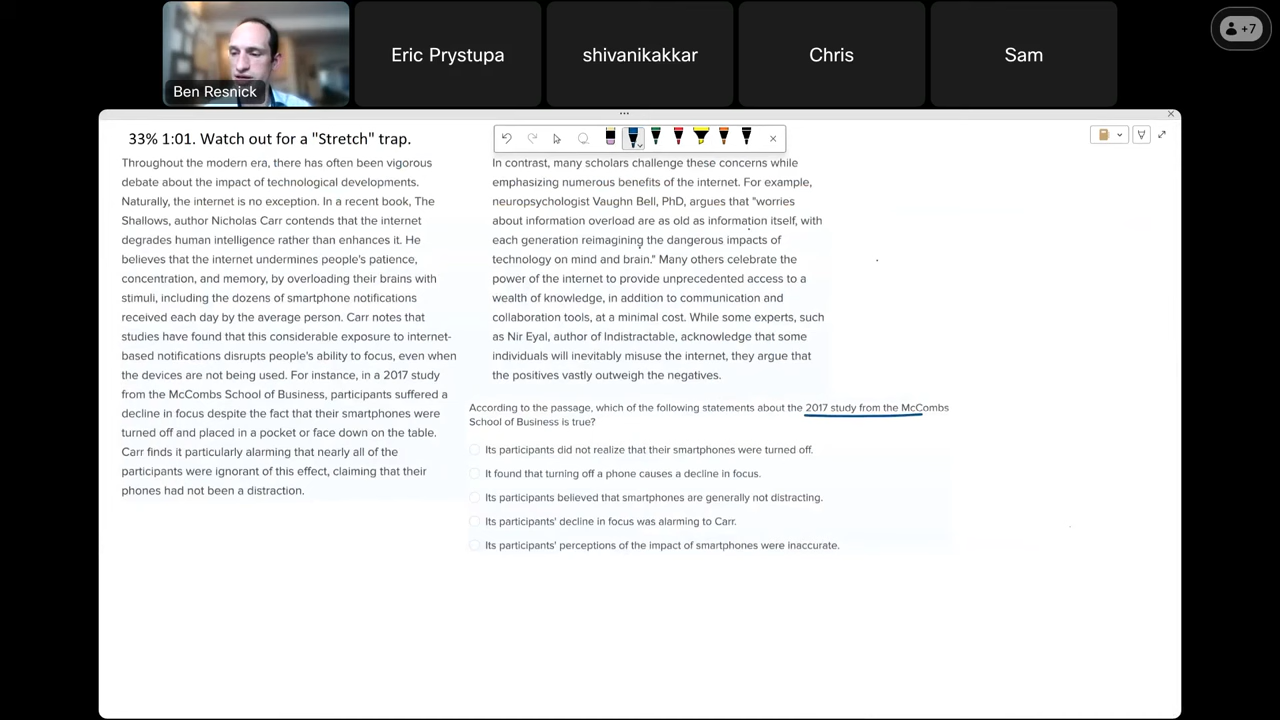 Ben Resnick
Eric Prystupa
shivanikakkar
Chris
Sam
+7
33% 1:01. Watch out for a "Stretch" trap.
Throughout the modern era, there has often been vigorous
debate about the impact of technological developments.
Naturally, the internet is no exception. In a recent book, The
Shallows, author Nicholas Carr contends that the internet
degrades human intelligence rather than enhances it. He
believes that the internet undermines people's patience,
concentration, and memory, by overloading their brains with
stimuli, including the dozens of smartphone notifications
received each day by the average person. Carr notes that
studies have found that this considerable exposure to internet-
based notifications disrupts people's ability to focus, even when
the devices are not being used. For instance, in a 2017 study
from the McCombs School of Business, participants suffered a
decline in focus despite the fact that their smartphones were
turned off and placed in a pocket or face down on the table.
Carr finds it particularly alarming that nearly all of the
participants were ignorant of this effect, claiming that their
phones had not been a distraction.
In contrast, many scholars challenge these concerns while
emphasizing numerous benefits of the internet. For example,
neuropsychologist Vaughn Bell, PhD, argues that "worries
about information overload are as old as information itself, with
each generation reimagining the dangerous impacts of
technology on mind and brain." Many others celebrate the
power of the internet to provide unprecedented access to a
wealth of knowledge, in addition to communication and
collaboration tools, at a minimal cost. While some experts, such
as Nir Eyal, author of Indistractable, acknowledge that some
individuals will inevitably misuse the internet, they argue that
the positives vastly outweigh the negatives.
According to the passage, which of the following statements about the 2017 study from the McCombs
School of Business is true?
Its participants did not realize that their smartphones were turned off.
It found that turning off a phone causes a decline in focus.
Its participants believed that smartphones are generally not distracting.
Its participants' decline in focus was alarming to Carr.
Its participants' perceptions of the impact of smartphones were inaccurate.